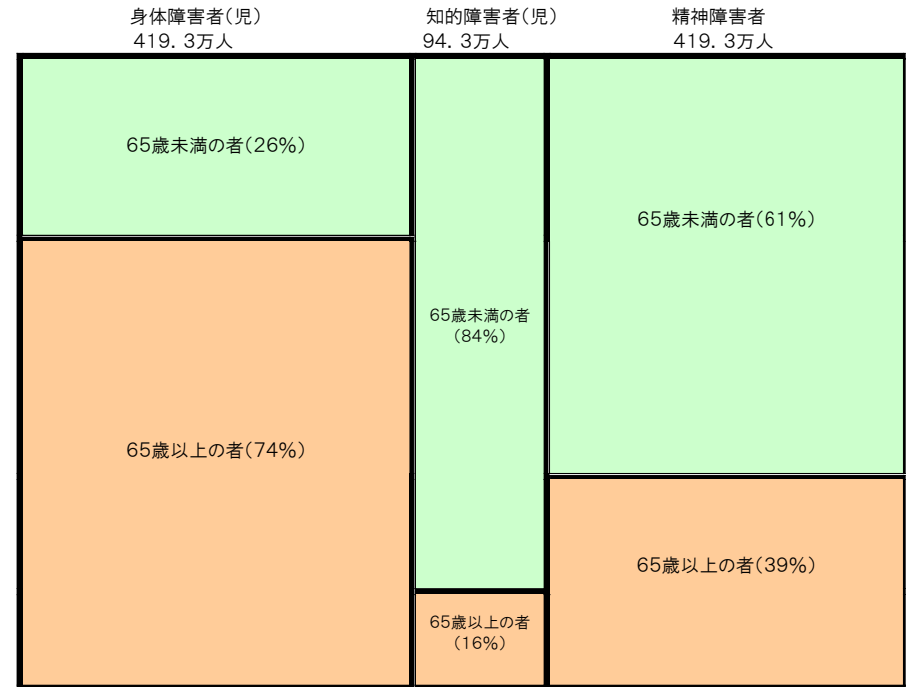 身体障害者(児)
419.3万人
知的障害者(児)
94.3万人
精神障害者
419.3万人
65歳未満の者(26%)
65歳以上の者(74%)
65歳未満の者
(84%)
65歳以上の者
(16%)
65歳未満の者(61%)
65歳以上の者(39%)